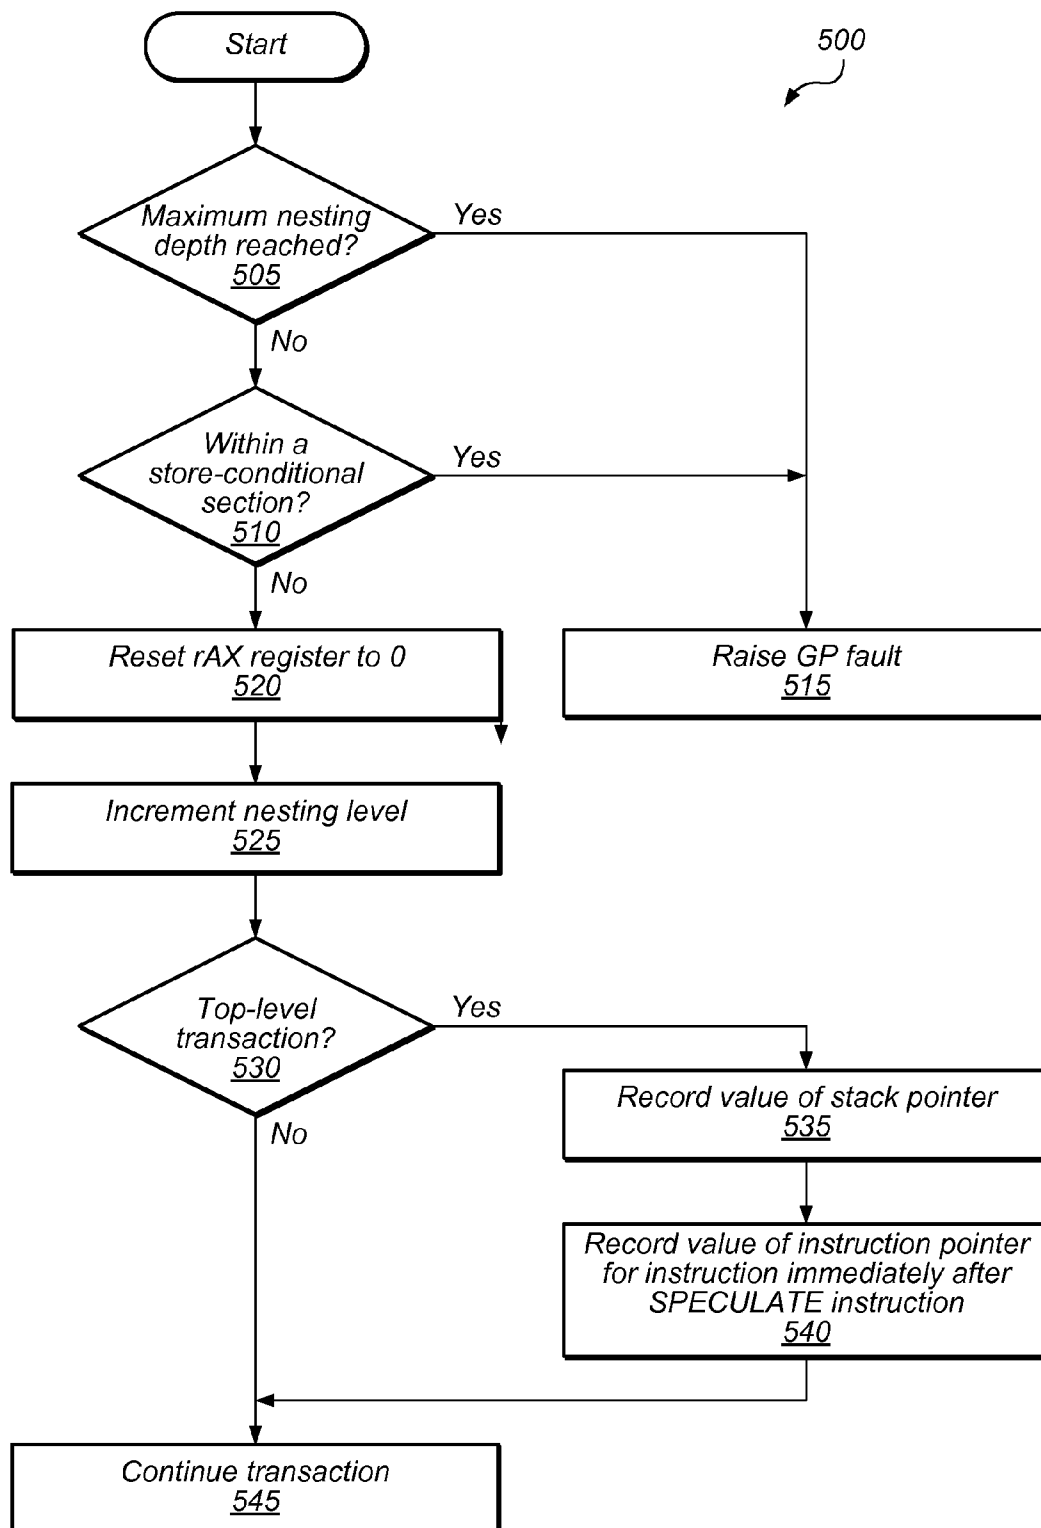 Start
500
Maximum nesting
depth reached?
505
Yes
No
Within a
store-conditional
section?
510
Yes
No
Reset rAX register to 0
520
Raise GP fault
515
Increment nesting level
525
Top-level
transaction?
530
Yes
No
Record value of stack pointer
535
Record value of instruction pointer
for instruction immediately after
SPECULATE instruction
540
Continue transaction
545